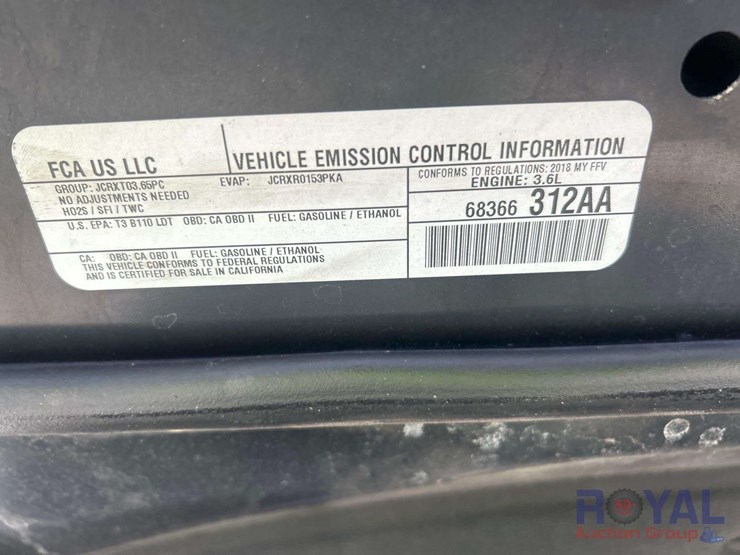 FCA US LLC
VEHICLE EMISSION CONTROL INFORMATION
GROUP: JCRXT03.65PC EVAP: JCRXR0153PKA
CONFORMS TO REGULATIONS: 2018 MY FFV
NO ADJUSTMENTS NEEDED
ENGINE: 3.6L
HO2S / SFI / TWC
68366 312AA
U.S. EPA: T3 B110 LDT OBD: CA OBD II FUEL: GASOLINE / ETHANOL
CA: OBD: CA OBD II FUEL: GASOLINE / ETHANOL
THIS VEHICLE CONFORMS TO FEDERAL REGULATIONS
AND IS CERTIFIED FOR SALE IN CALIFORNIA
ROYAL
Auction Group